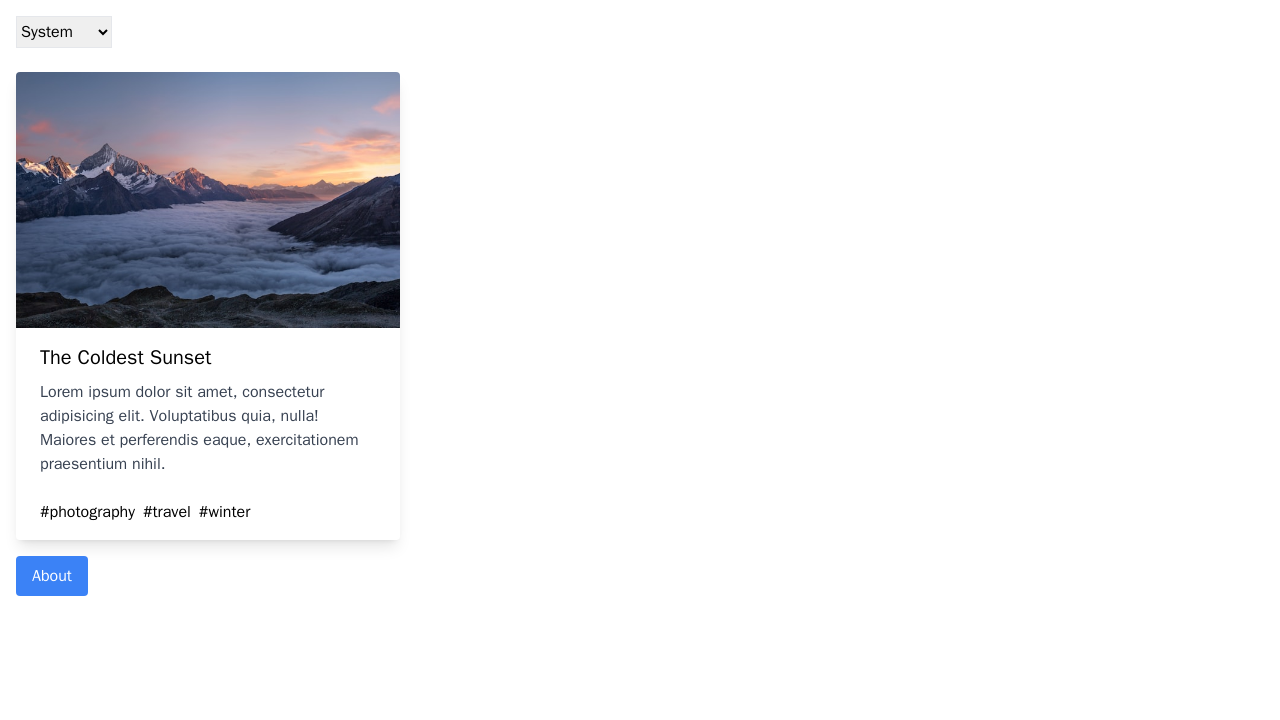 System
The Coldest Sunset
Lorem ipsum dolor sit amet, consectetur
adipisicing elit. Voluptatibus quia, nulla!
Maiores et perferendis eaque, exercitationem
praesentium nihil.
#photography #travel #winter
About